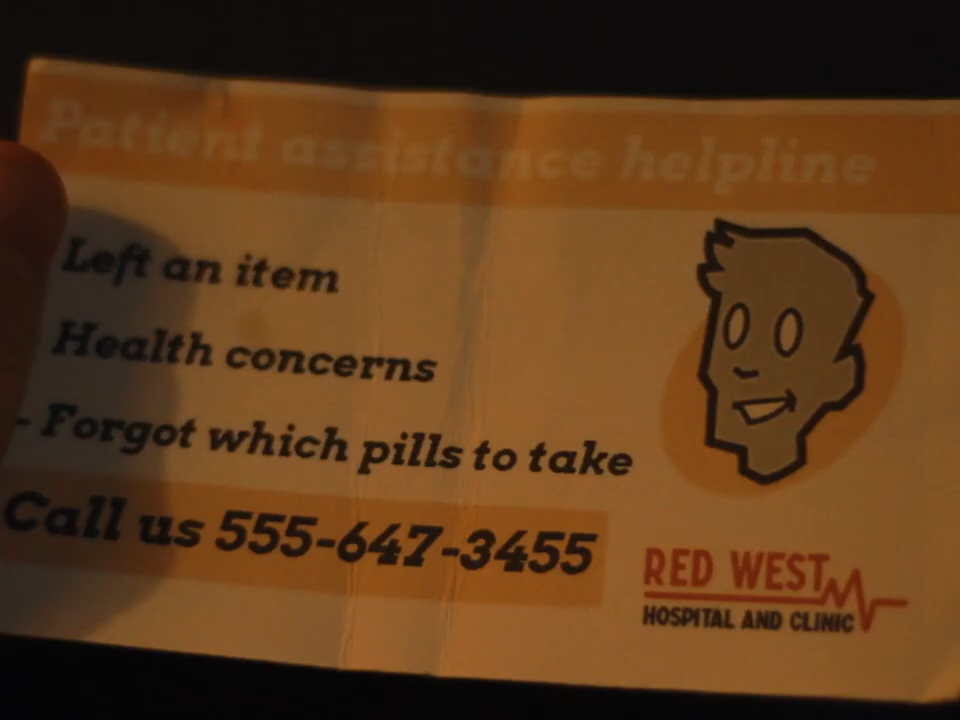 Patient assistance helpline
Left an item
Health concerns
- Forgot which pills to take
Call us 555-647-3455
RED WEST
HOSPITAL AND CLINIC